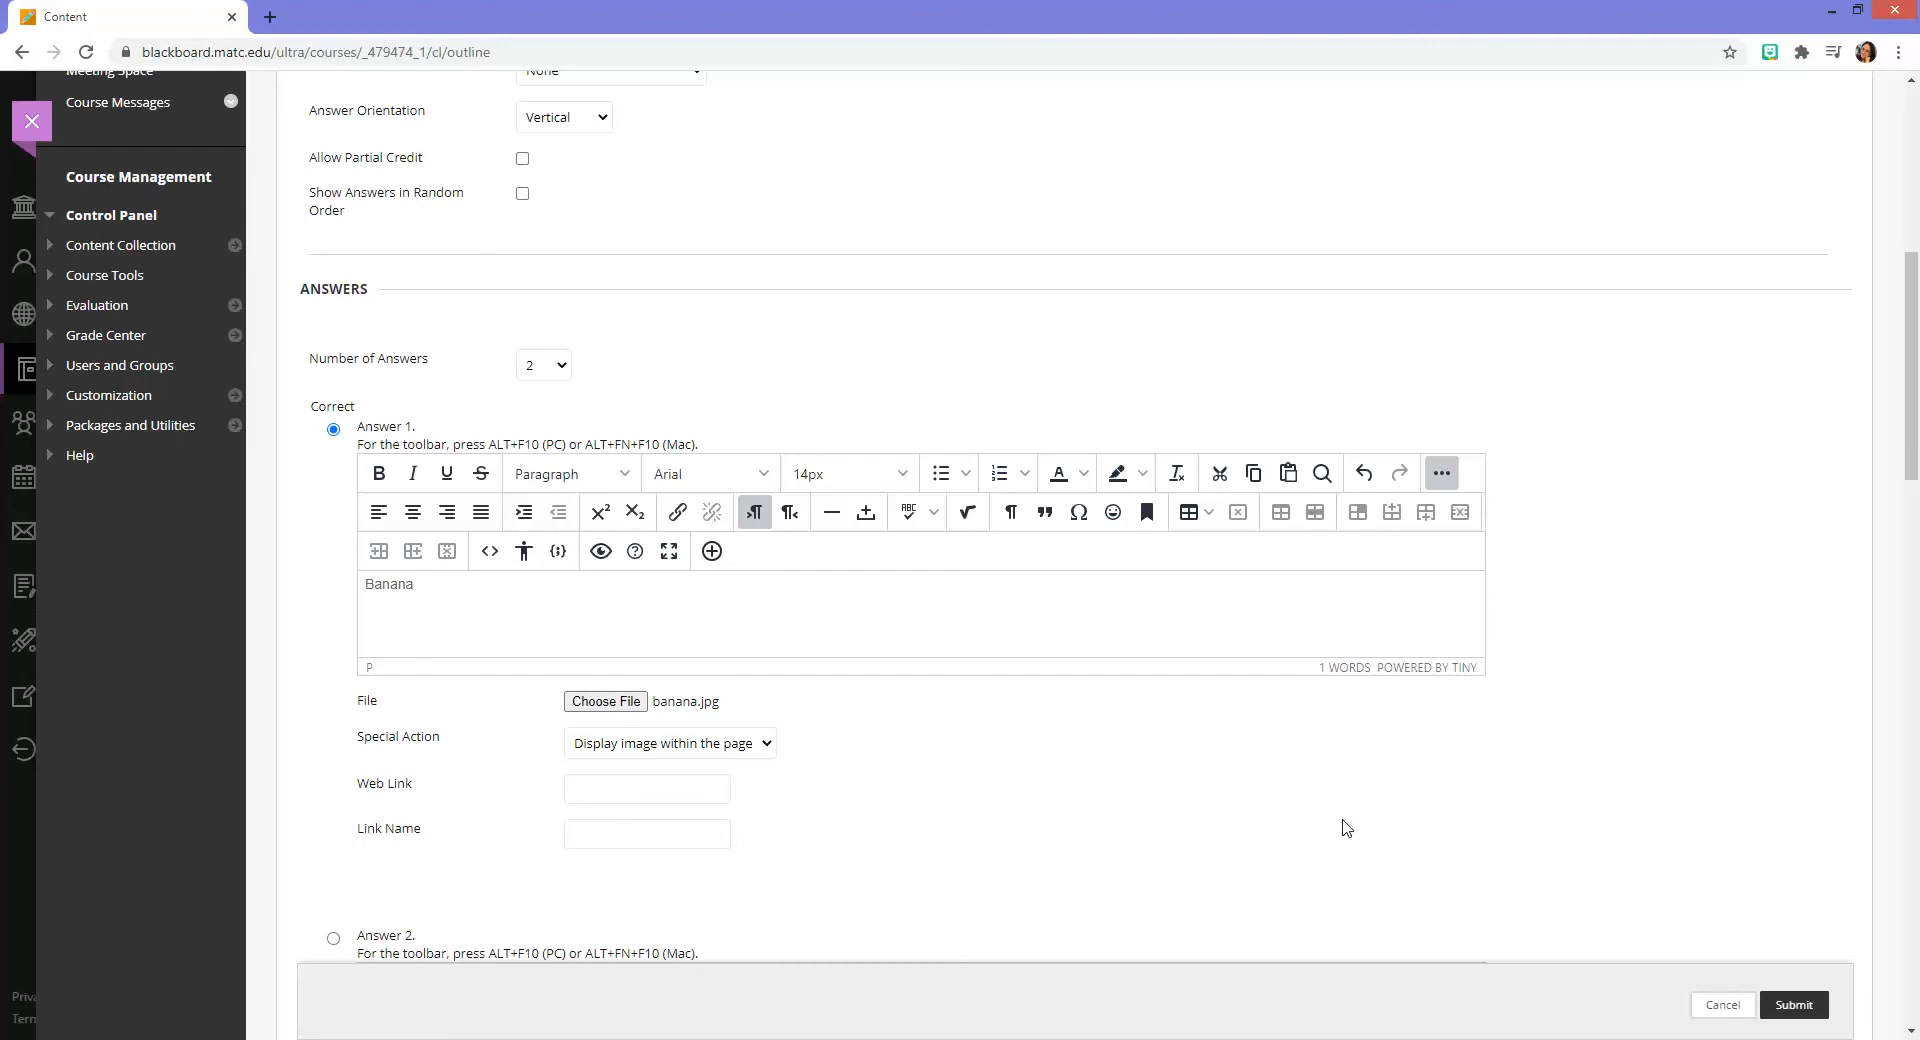 Content
blackboard.matc.edu/ultra/courses/_479474_1/cl/outline
Meeting Space
Course Messages
Course Management
Control Panel
Content Collection
Course Tools
Evaluation
Grade Center
Users and Groups
Customization
Packages and Utilities
Help
Priva
Term
None
Answer Orientation
Vertical
Allow Partial Credit
Show Answers in Random
Order
ANSWERS
Number of Answers
2
Correct
Answer 1.
For the toolbar, press ALT+F10 (PC) or ALT+FN+F10 (Mac).
B I U S Paragraph Arial 14px
ABC
Banana
P 1 WORDS POWERED BY TINY
File Choose File banana.jpg
Special Action Display image within the page
Web Link
Link Name
Answer 2.
For the toolbar, press ALT+F10 (PC) or ALT+FN+F10 (Mac).
Cancel Submit